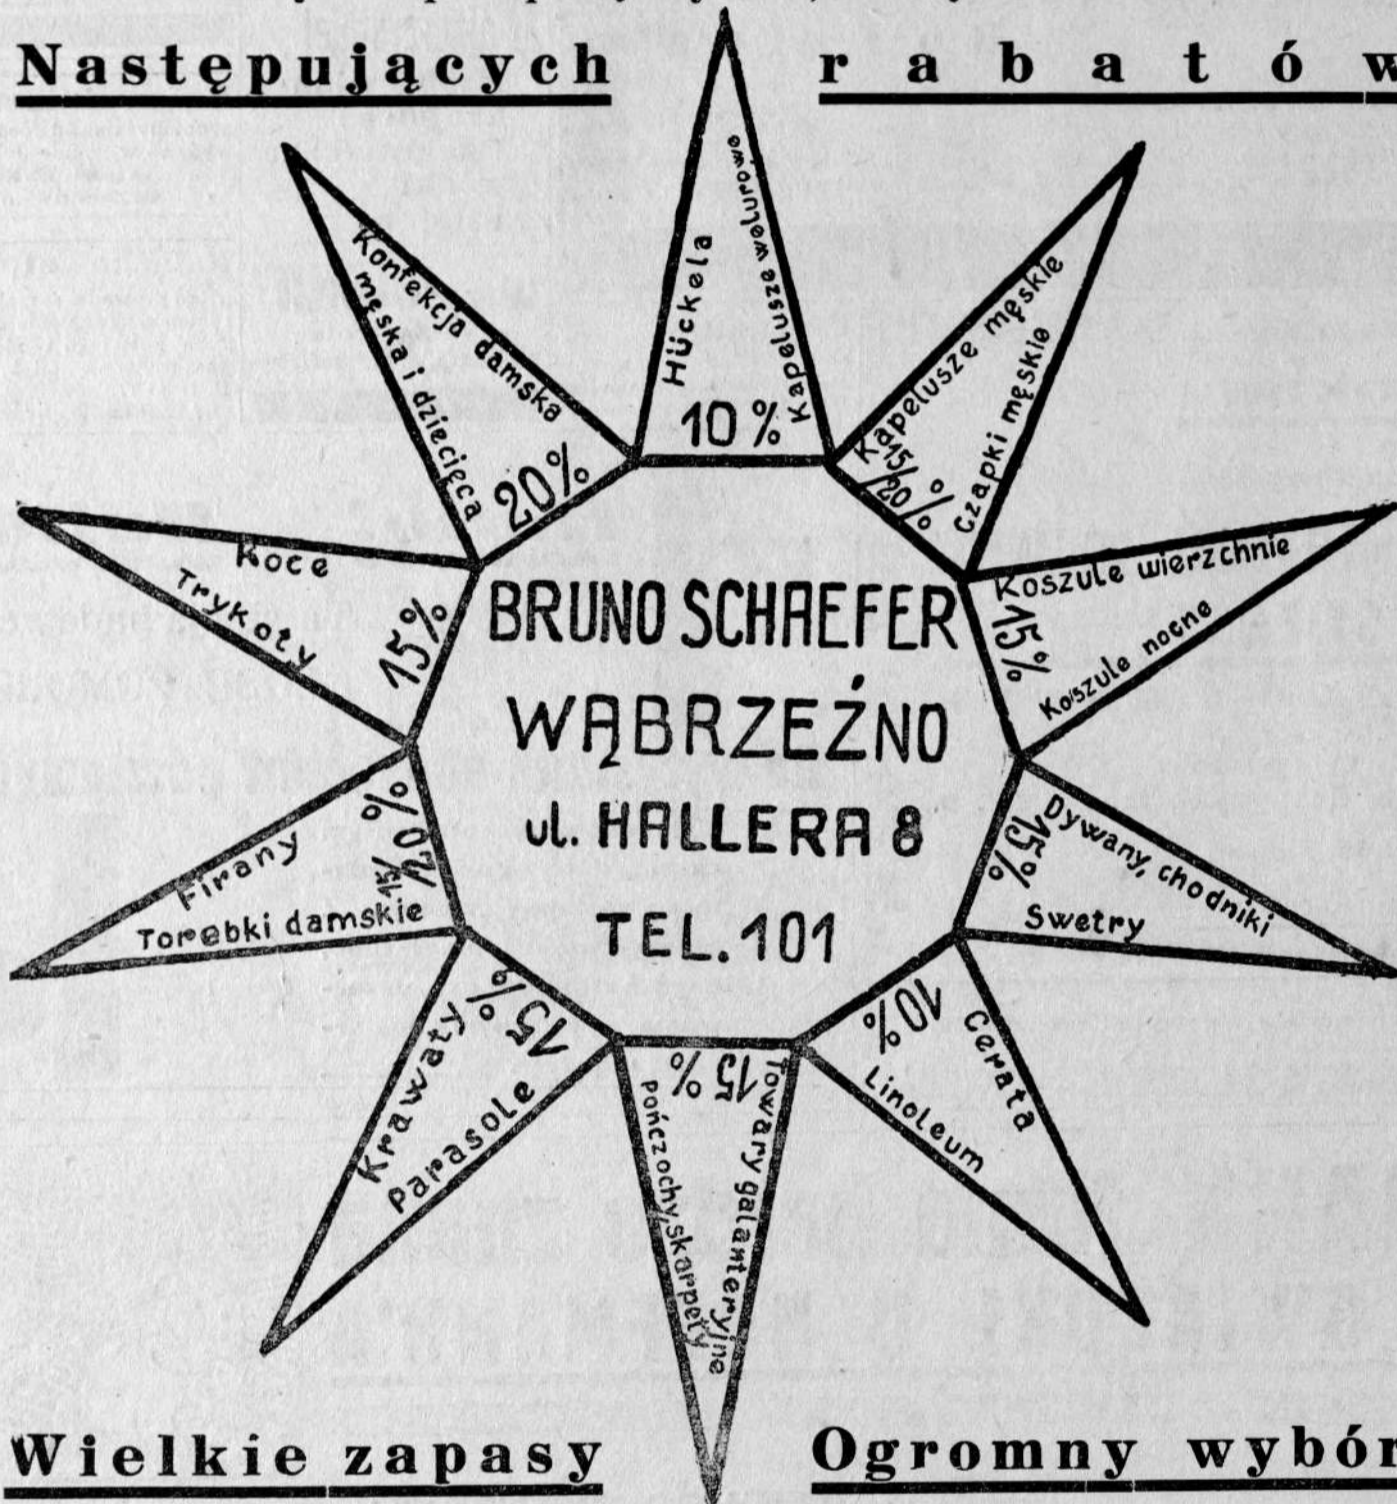 Następujących rabatów
Hückela
Kapelusze welurowe
10%
Kapelusze męskie
Czapki męskie
15/20%
Koszule wierzchnie
Koszule nocne
15%
Dywany, chodniki
Swetry
15%
Cerata
Linoleum
10%
Towary galanteryjne
Pończochy, skarpety
15%
Krawaty
Parasole
15%
Firany
Torebki damskie
15/20%
Koce
Trykoty
15%
Konfekcja damska
męska i dziecięca
20%
BRUNO SCHAEFER
WĄBRZEŹNO
ul. HALLERA 8
TEL. 101
Wielkie zapasy
Ogromny wybór